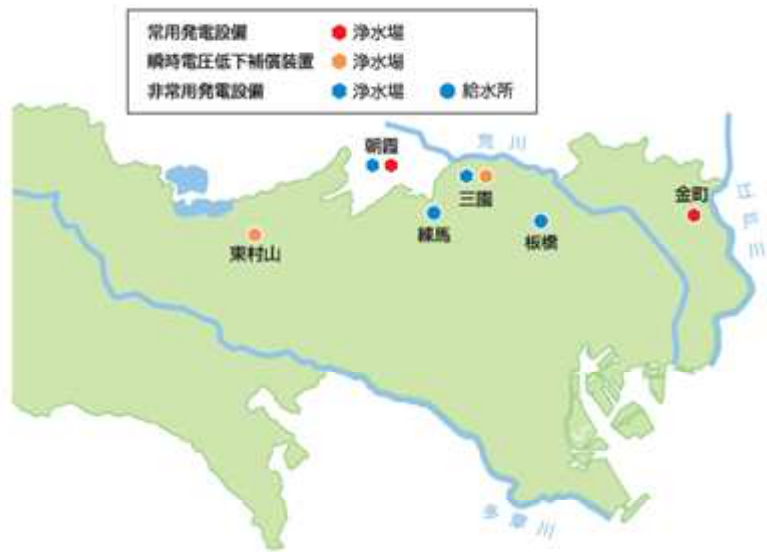 常用発電設備 浄水場
瞬時電圧低下補償装置 浄水場
非常用発電設備 浄水場 給水所
朝霞
荒川
三園
金町
江戸川
練馬
板橋
東村山
多摩川